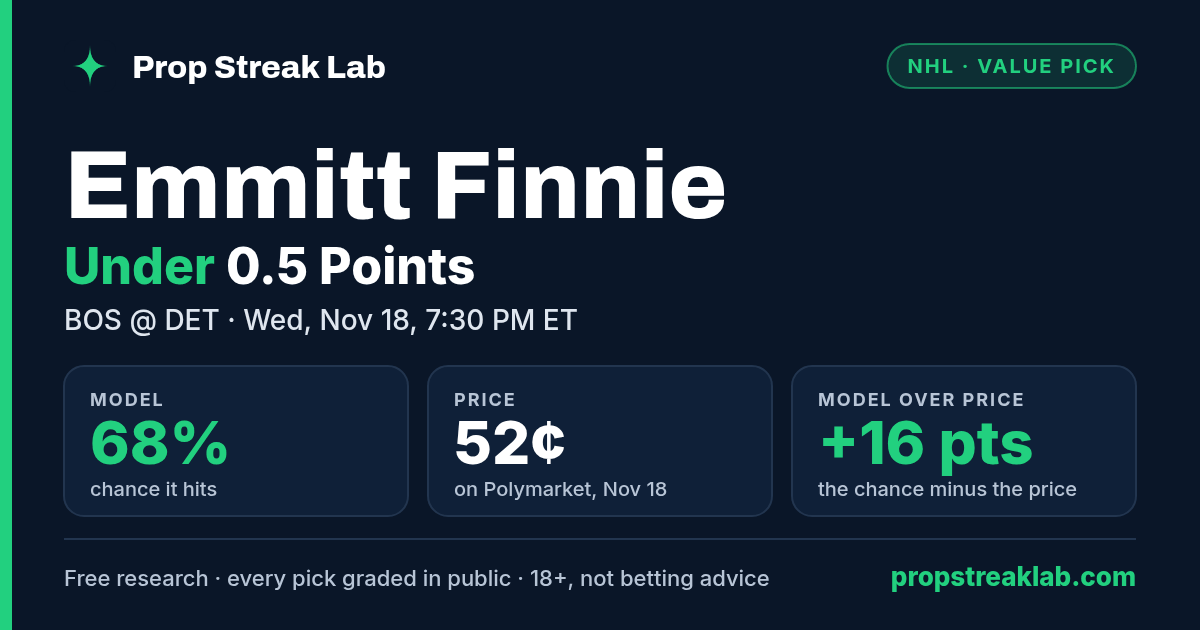 Prop Streak Lab
NHL · VALUE PICK
Emmitt Finnie
Under 0.5 Points
BOS @ DET · Wed, Nov 18, 7:30 PM ET
MODEL
68%
chance it hits
PRICE
52¢
on Polymarket, Nov 18
MODEL OVER PRICE
+16 pts
the chance minus the price
Free research · every pick graded in public · 18+, not betting advice
propstreaklab.com